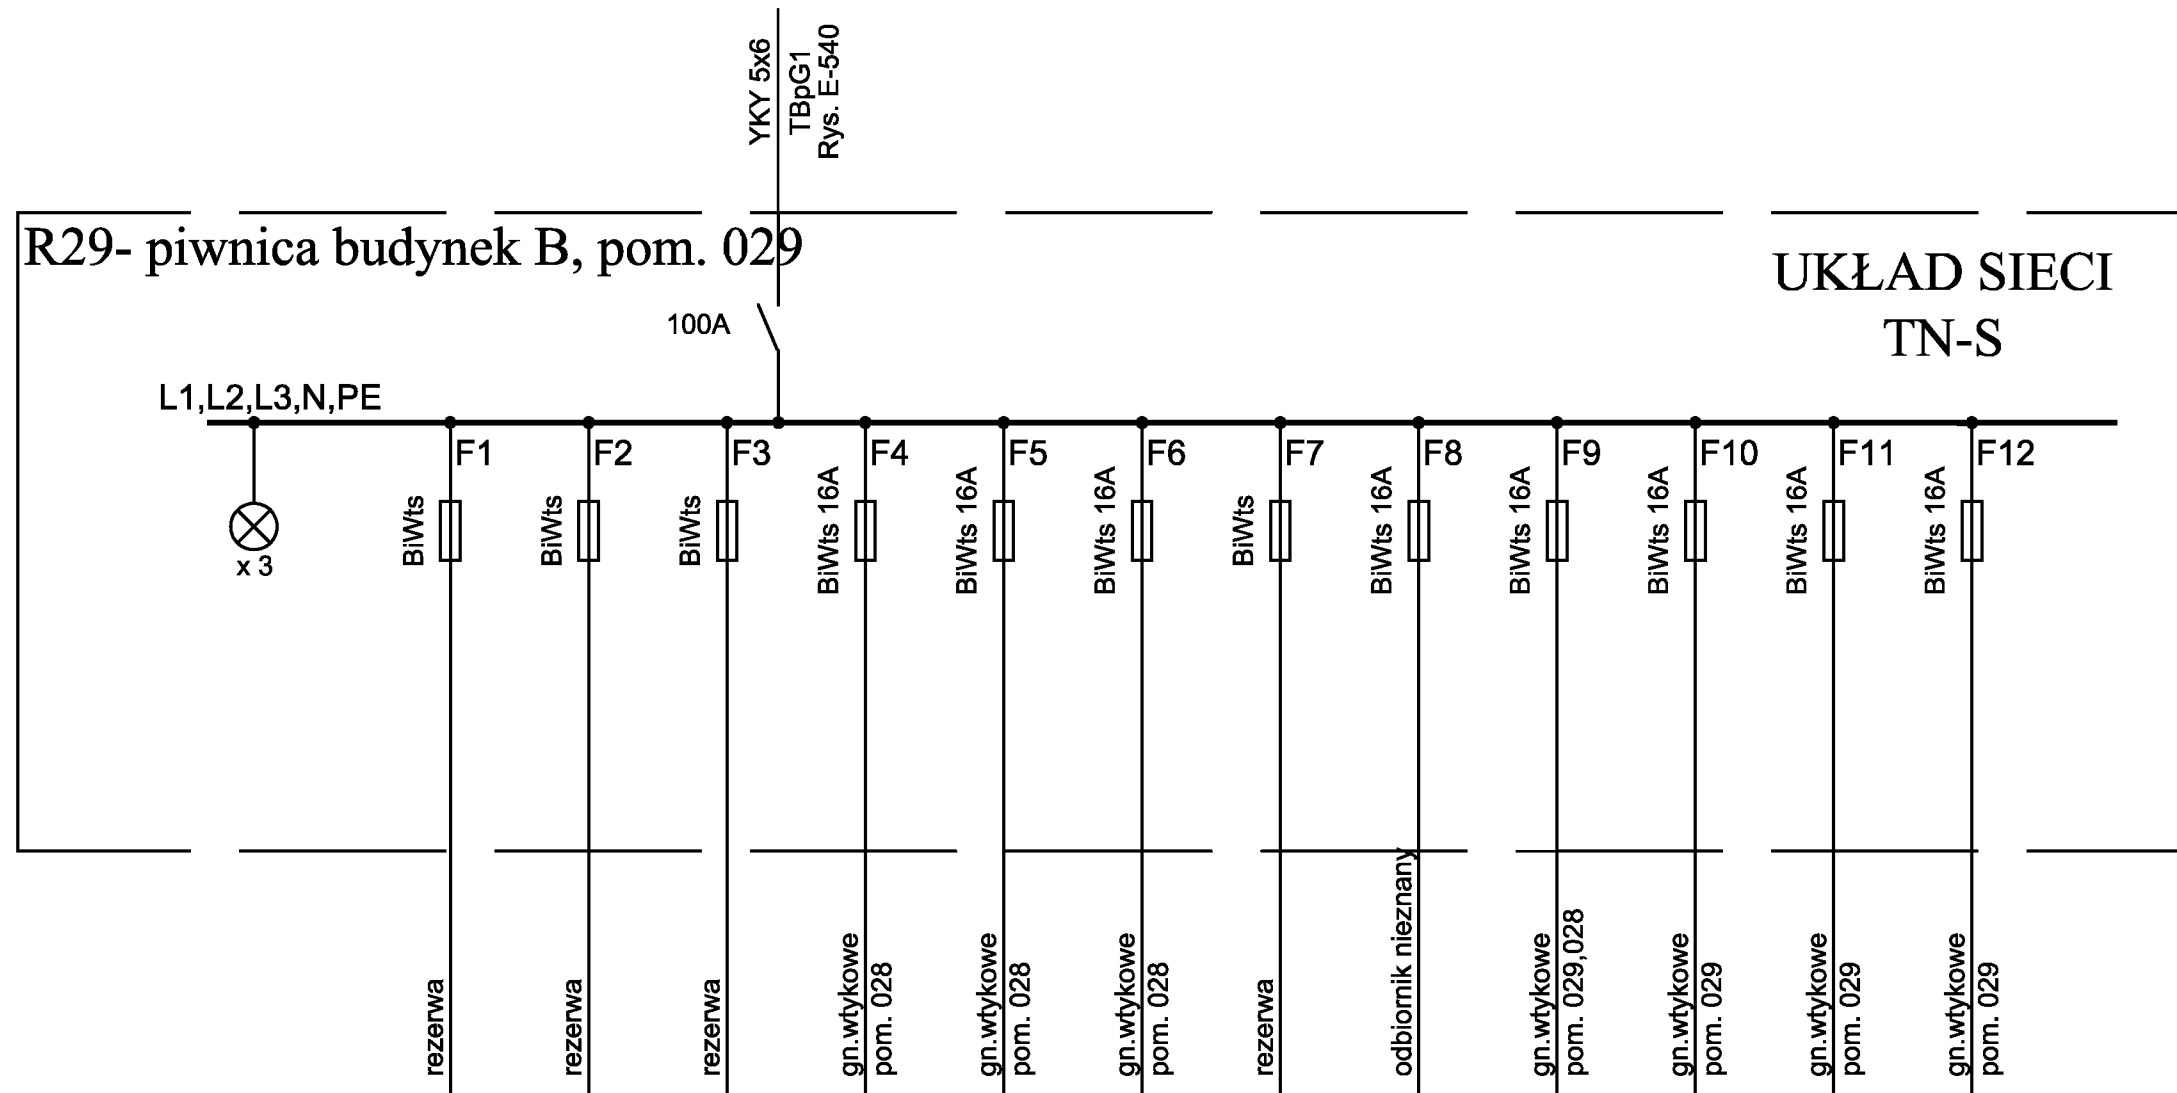 YKY 5x6
TBpG1
Rys. E-540
R29- piwnica budynek B, pom. 029
UKŁAD SIECI
TN-S
100A
L1,L2,L3,N,PE
x 3
F1
BiWts
rezerwa
F2
BiWts
rezerwa
F3
BiWts
rezerwa
F4
BiWts 16A
gn.wtykowe
pom. 028
F5
BiWts 16A
gn.wtykowe
pom. 028
F6
BiWts 16A
gn.wtykowe
pom. 028
F7
BiWts
rezerwa
F8
BiWts 16A
odbiornik nieznany
F9
BiWts 16A
gn.wtykowe
pom. 029,028
F10
BiWts 16A
gn.wtykowe
pom. 029
F11
BiWts 16A
gn.wtykowe
pom. 029
F12
BiWts 16A
gn.wtykowe
pom. 029